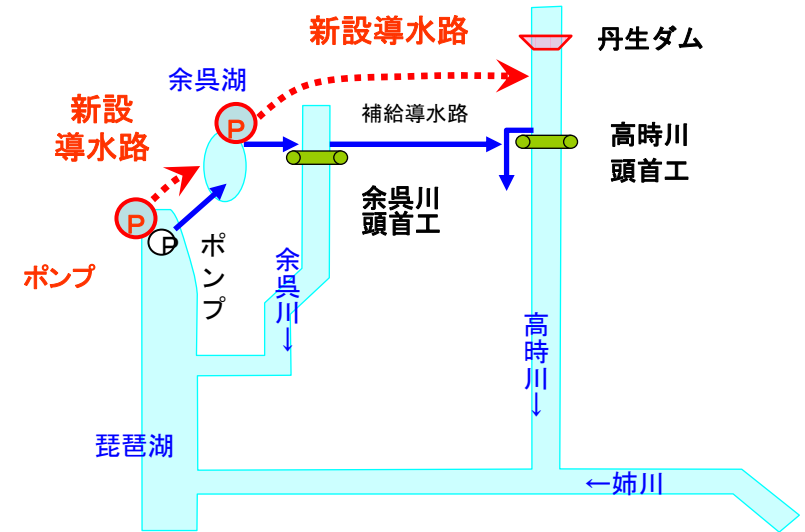 新設導水路
丹生ダム
余呉湖
新設
導水路
P
補給導水路
高時川
頭首工
余呉川
頭首工
P
P
ポンプ
ポンプ
余呉川→
高時川→
琵琶湖
←姉川